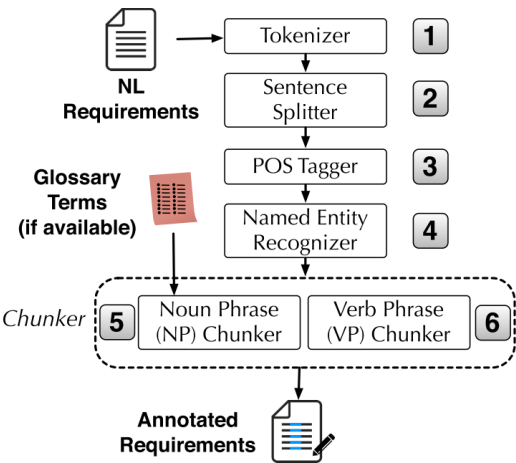 Tokenizer
1
NL
Requirements
Sentence
Splitter
2
POS Tagger
3
Glossary
Terms
(if available)
Named Entity
Recognizer
4
Chunker
5
Noun Phrase
(NP) Chunker
Verb Phrase
(VP) Chunker
6
Annotated
Requirements